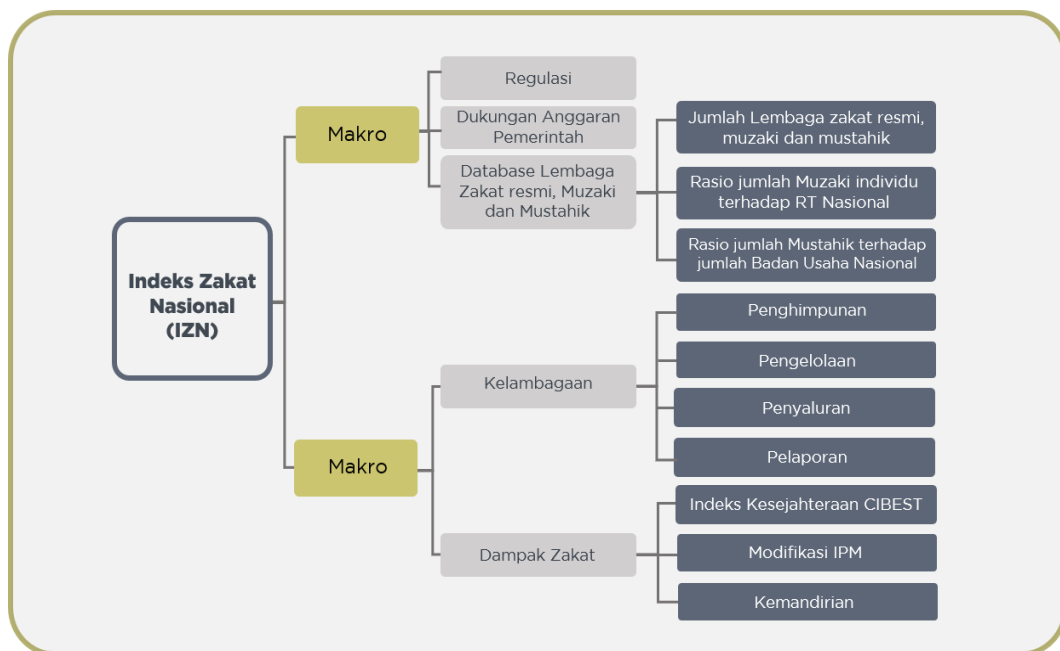 Indeks Zakat
Nasional
(IZN)
Makro
Regulasi
Dukungan Anggaran
Pemerintah
Database Lembaga
Zakat resmi, Muzaki
dan Mustahik
Jumlah Lembaga zakat resmi,
muzaki dan mustahik
Rasio jumlah Muzaki individu
terhadap RT Nasional
Rasio jumlah Mustahik terhadap
jumlah Badan Usaha Nasional
Makro
Kelambagaan
Penghimpunan
Pengelolaan
Penyaluran
Pelaporan
Dampak Zakat
Indeks Kesejahteraan CIBEST
Modifikasi IPM
Kemandirian